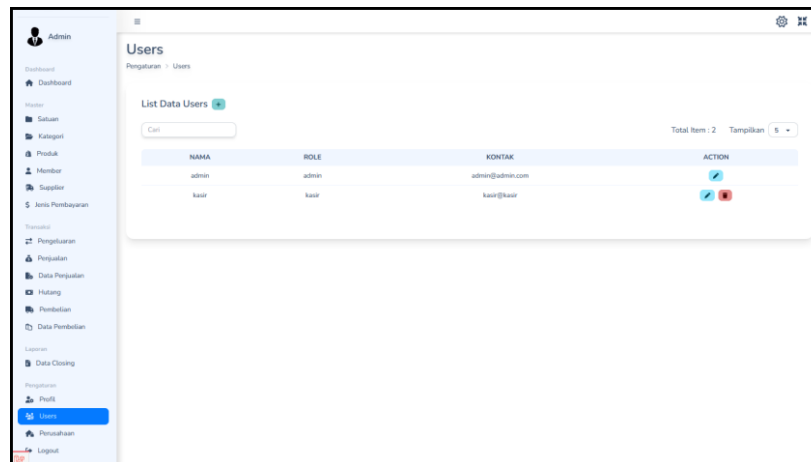 Admin
Dashboard
Dashboard
Master
Satuan
Kategori
Produk
Member
Supplier
Jenis Pembayaran
Transaksi
Pengeluaran
Penjualan
Data Penjualan
Hutang
Pembelian
Data Pembelian
Laporan
Data Closing
Pengaturan
Profil
Users
Perusahaan
Logout
Users
Pengaturan > Users
List Data Users +
Cari
Total Item : 2 Tampilkan 5
NAMA ROLE KONTAK ACTION
admin admin admin@admin.com
kasir kasir kasir@kasir